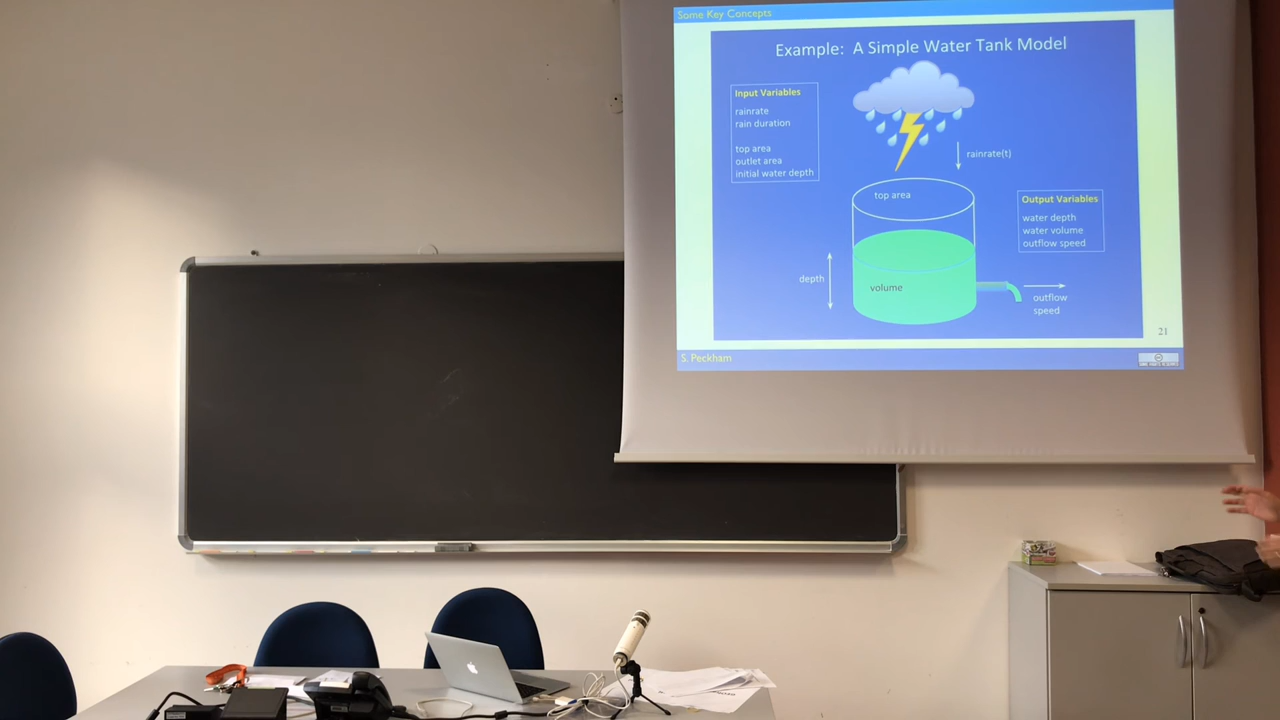 Some Key Concepts
Example: A Simple Water Tank Model
Input Variables
rainrate
rain duration
top area
outlet area
initial water depth
rainrate(t)
top area
Output Variables
water depth
water volume
outflow speed
depth
volume
outflow
speed
21
S. Peckham